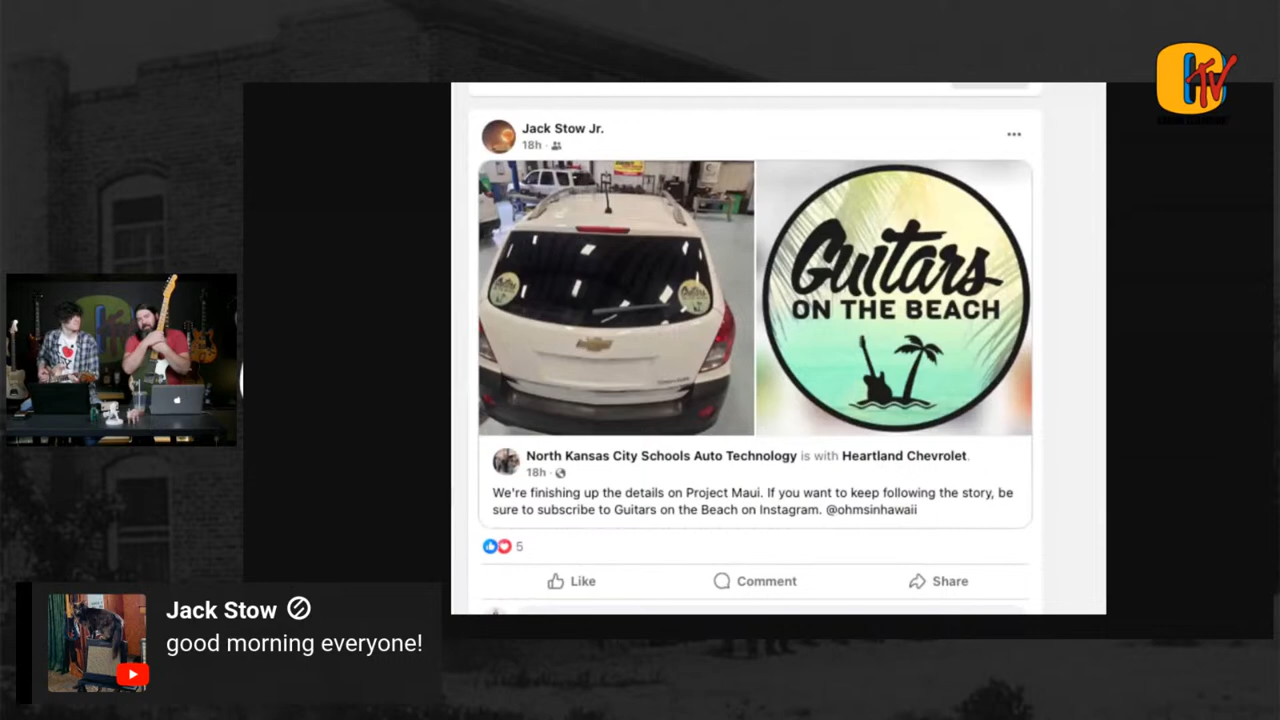 TV
Jack Stow Jr.
18h
Guitars
ON THE BEACH
North Kansas City Schools Auto Technology is with Heartland Chevrolet.
18h
We're finishing up the details on Project Maui. If you want to keep following the story, be
sure to subscribe to Guitars on the Beach on Instagram. @ohmsinhawaii
5
Like
Comment
Share
Jack Stow
good morning everyone!